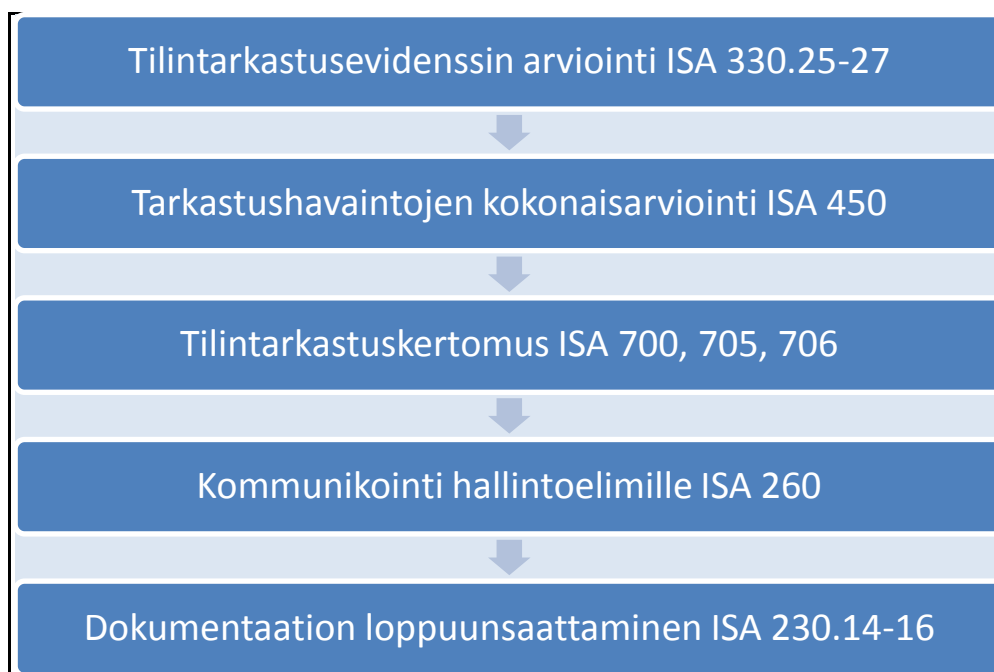 Tilintarkastusevidenssin arviointi ISA 330.25-27
Tarkastushavaintojen kokonaisarviointi ISA 450
Tilintarkastuskertomus ISA 700, 705, 706
Kommunikointi hallintoelimille ISA 260
Dokumentaation loppuunsaattaminen ISA 230.14-16